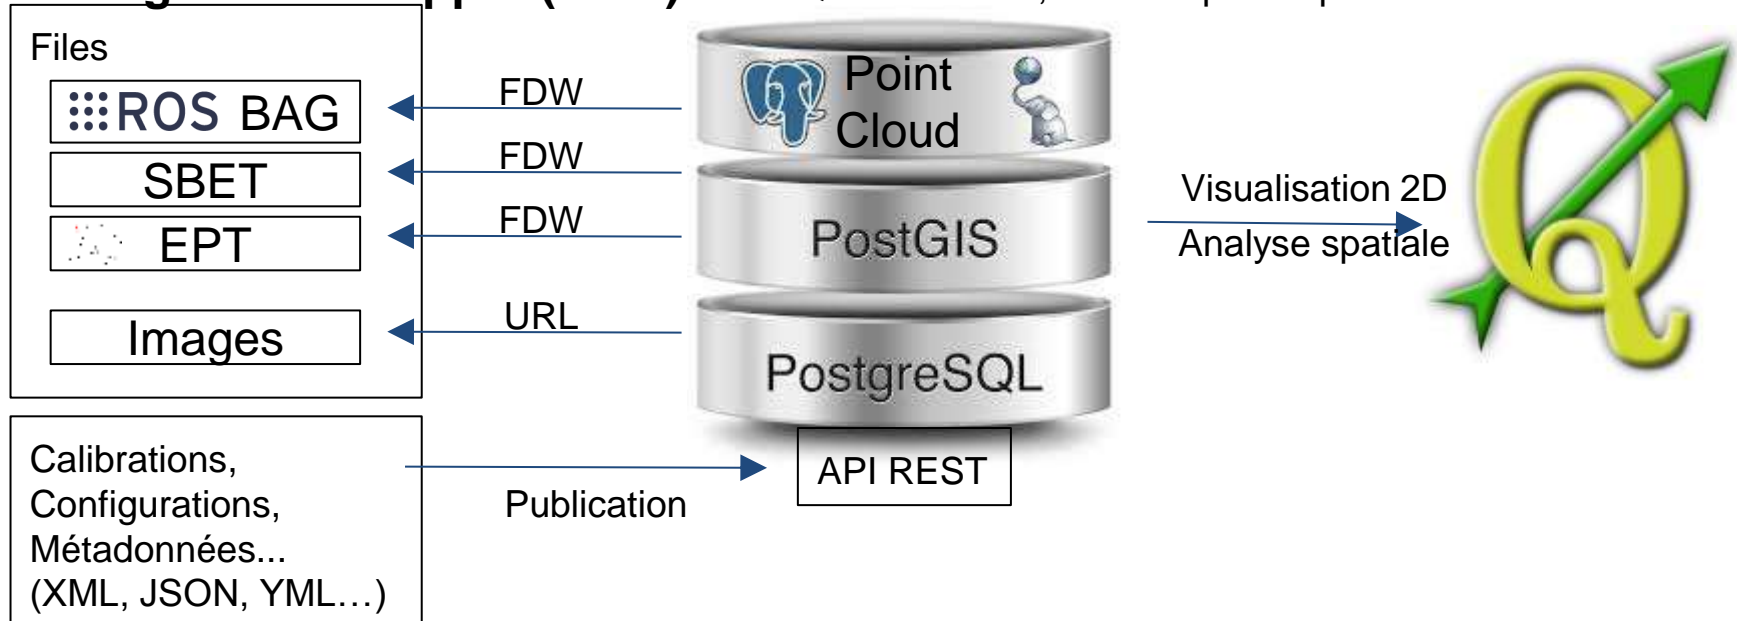 Files
ROS BAG
SBET
EPT
Images
FDW
FDW
FDW
URL
Point
Cloud
PostGIS
PostgreSQL
API REST
Visualisation 2D
Analyse spatiale
Calibrations,
Configurations,
Métadonnées...
(XML, JSON, YML…)
Publication